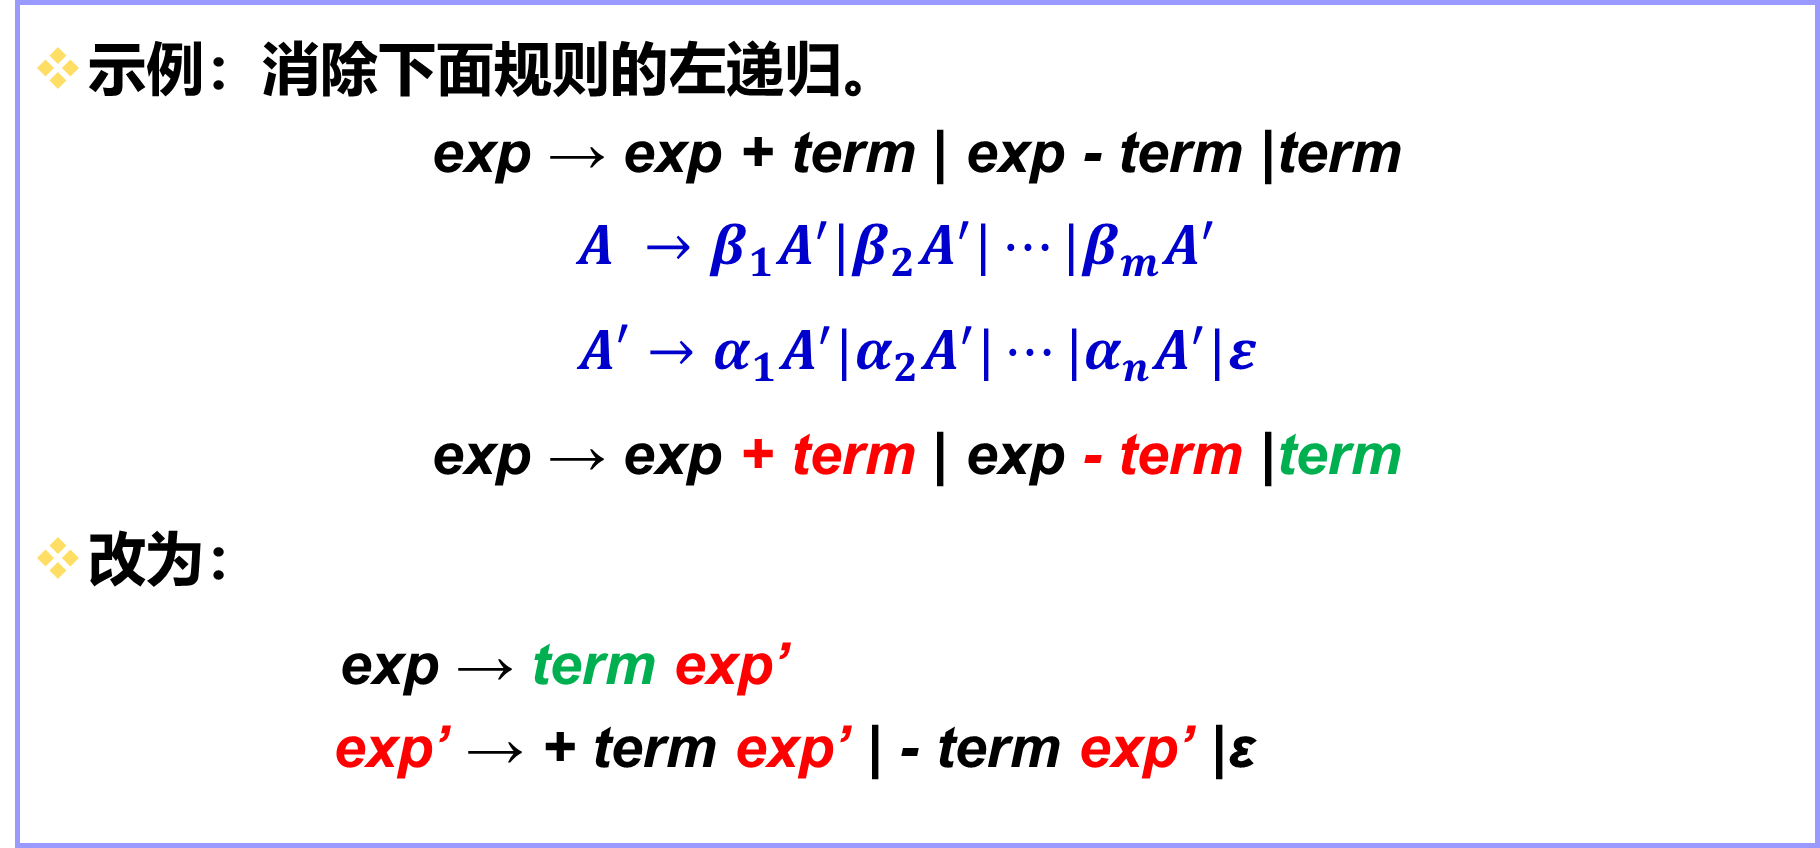 示例：消除下面规则的左递归。
exp → exp + term | exp - term |term
A → β₁A′|β₂A′| ⋯ |βₘA′
A′ → α₁A′|α₂A′| ⋯ |αₙA′|ε
exp → exp + term | exp - term |term
改为：
exp → term exp’
exp’ → + term exp’ | - term exp’ |ε